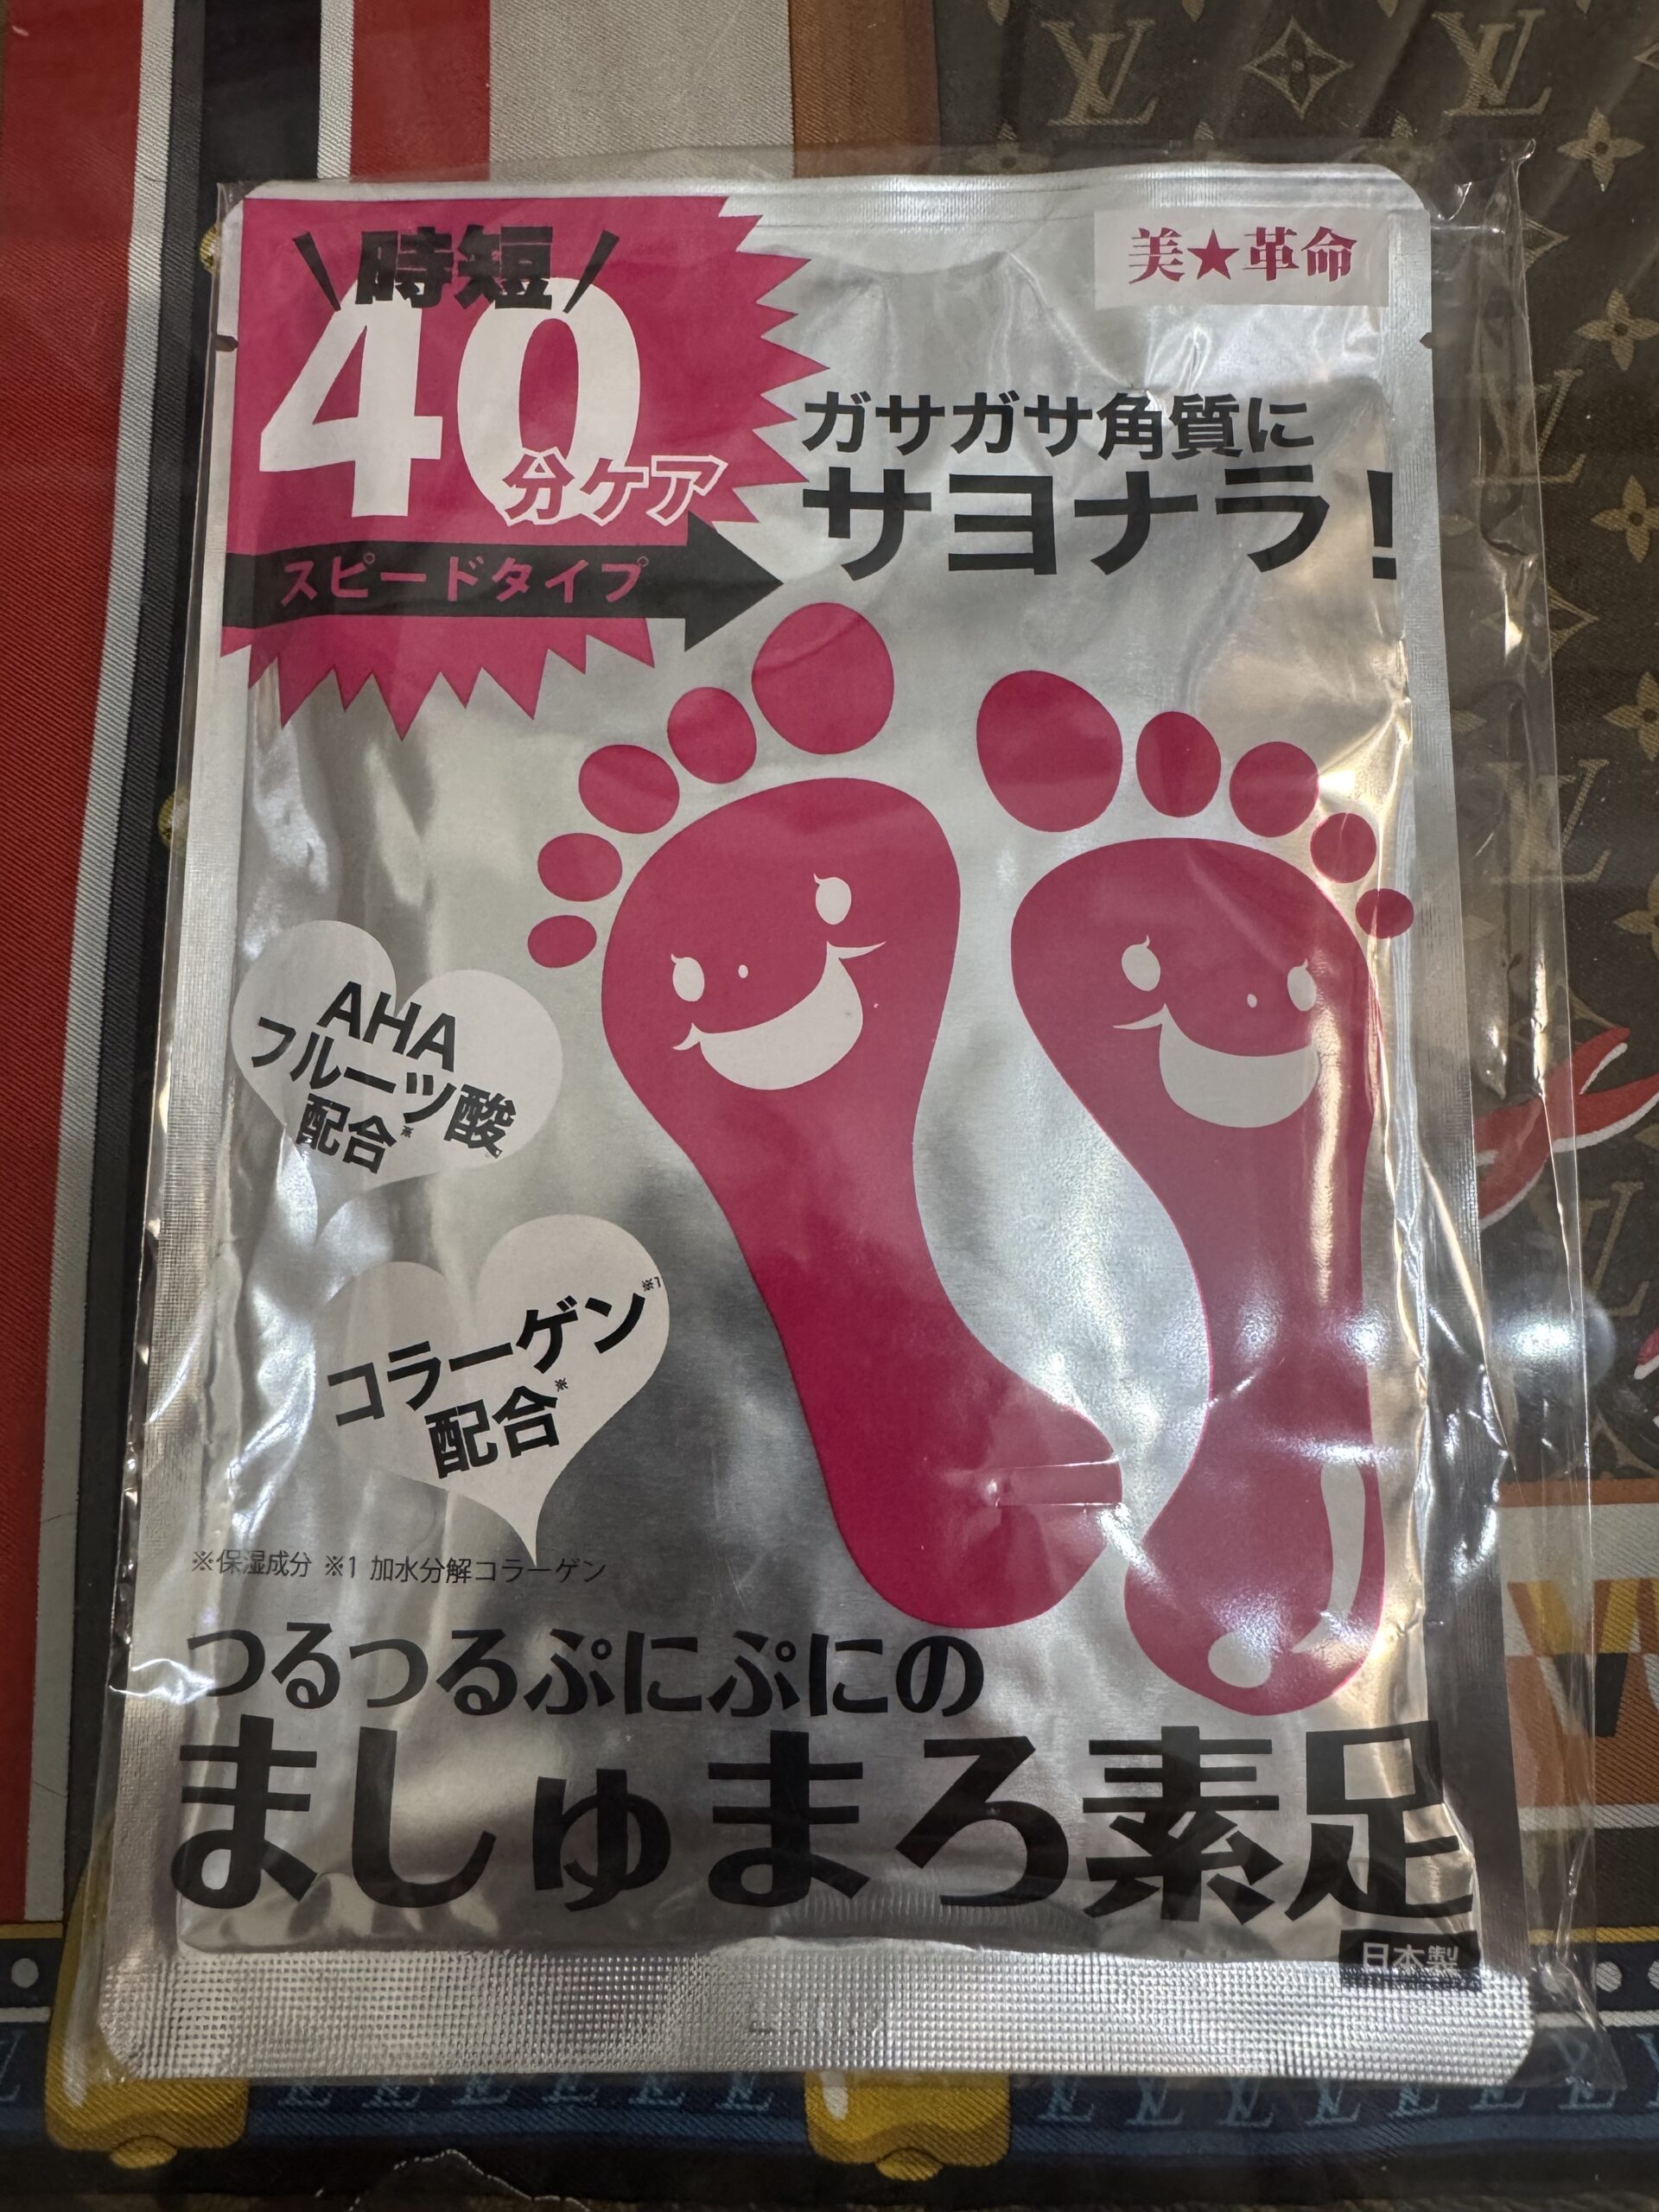 時短
40分ケア
スピードタイプ
美★革命
ガサガサ角質に
サヨナラ!
AHA
フルーツ酸
配合※
コラーゲン※1
配合※
※保湿成分 ※1 加水分解コラーゲン
つるつるぷにぷにの
ましゅまろ素足
日本製